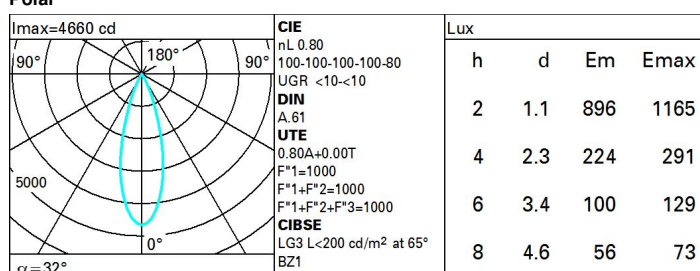 Polar
Imax=4660 cd
90° 180° 90°
5000
0°
α=32°
CIE
nL 0.80
100-100-100-100-80
UGR <10-<10
DIN
A.61
UTE
0.80A+0.00T
F"1=1000
F"1+F"2=1000
F"1+F"2+F"3=1000
CIBSE
LG3 L<200 cd/m² at 65°
BZ1
Lux
h d Em Emax
2 1.1 896 1165
4 2.3 224 291
6 3.4 100 129
8 4.6 56 73